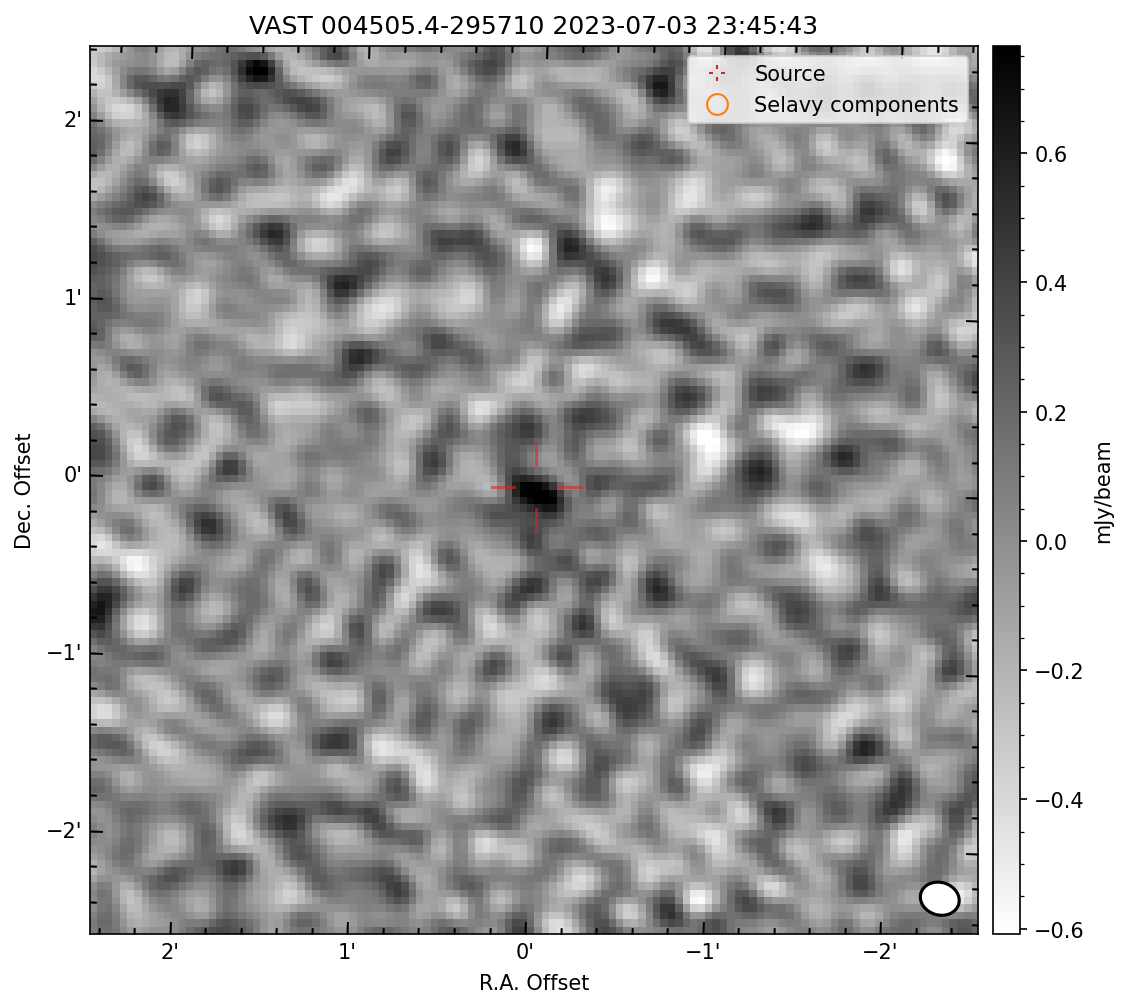 VAST 004505.4-295710 2023-07-03 23:45:43
Source
Selavy components
2'
1'
0'
−1'
−2'
Dec. Offset
2'
1'
0'
−1'
−2'
R.A. Offset
0.6
0.4
0.2
0.0
−0.2
−0.4
−0.6
mJy/beam